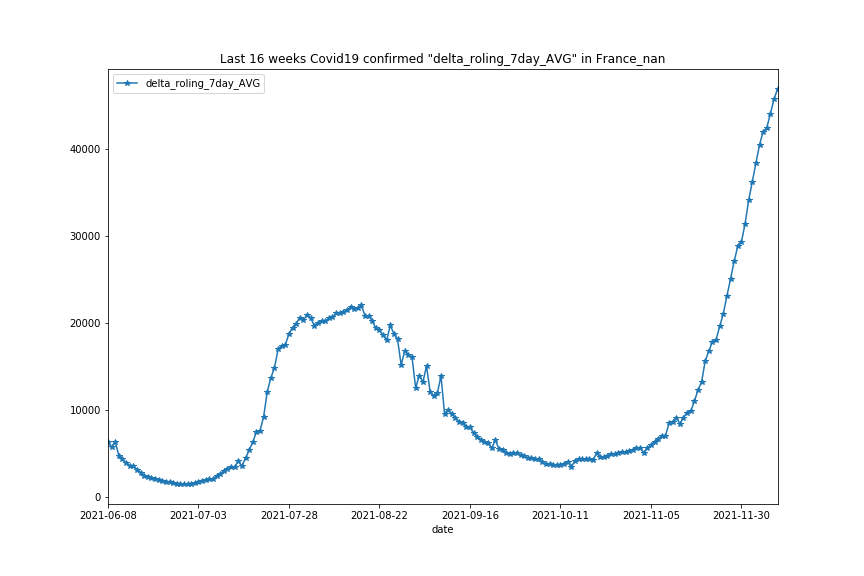 Last 16 weeks Covid19 confirmed "delta_roling_7day_AVG" in France_nan
delta_roling_7day_AVG
40000
30000
20000
10000
0
2021-06-08 2021-07-03 2021-07-28 2021-08-22 2021-09-16 2021-10-11 2021-11-05 2021-11-30
date